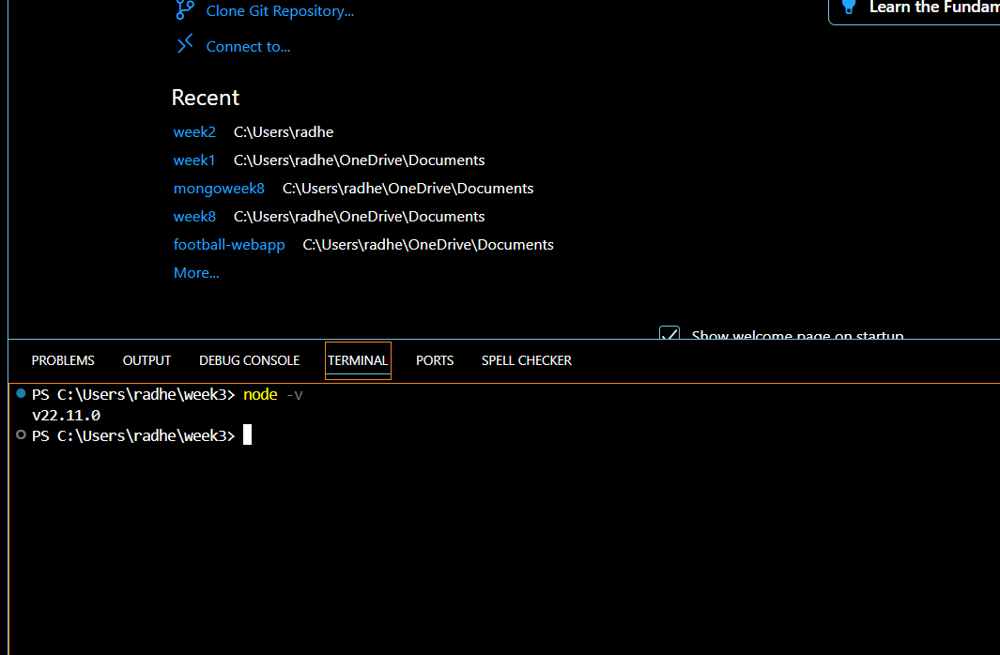 Clone Git Repository...
Learn the Fundam
Connect to...
Recent
week2 C:\Users\radhe
week1 C:\Users\radhe\OneDrive\Documents
mongoweek8 C:\Users\radhe\OneDrive\Documents
week8 C:\Users\radhe\OneDrive\Documents
football-webapp C:\Users\radhe\OneDrive\Documents
More...
Show welcome page on startup
PROBLEMS OUTPUT DEBUG CONSOLE TERMINAL PORTS SPELL CHECKER
PS C:\Users\radhe\week3> node -v
v22.11.0
PS C:\Users\radhe\week3>